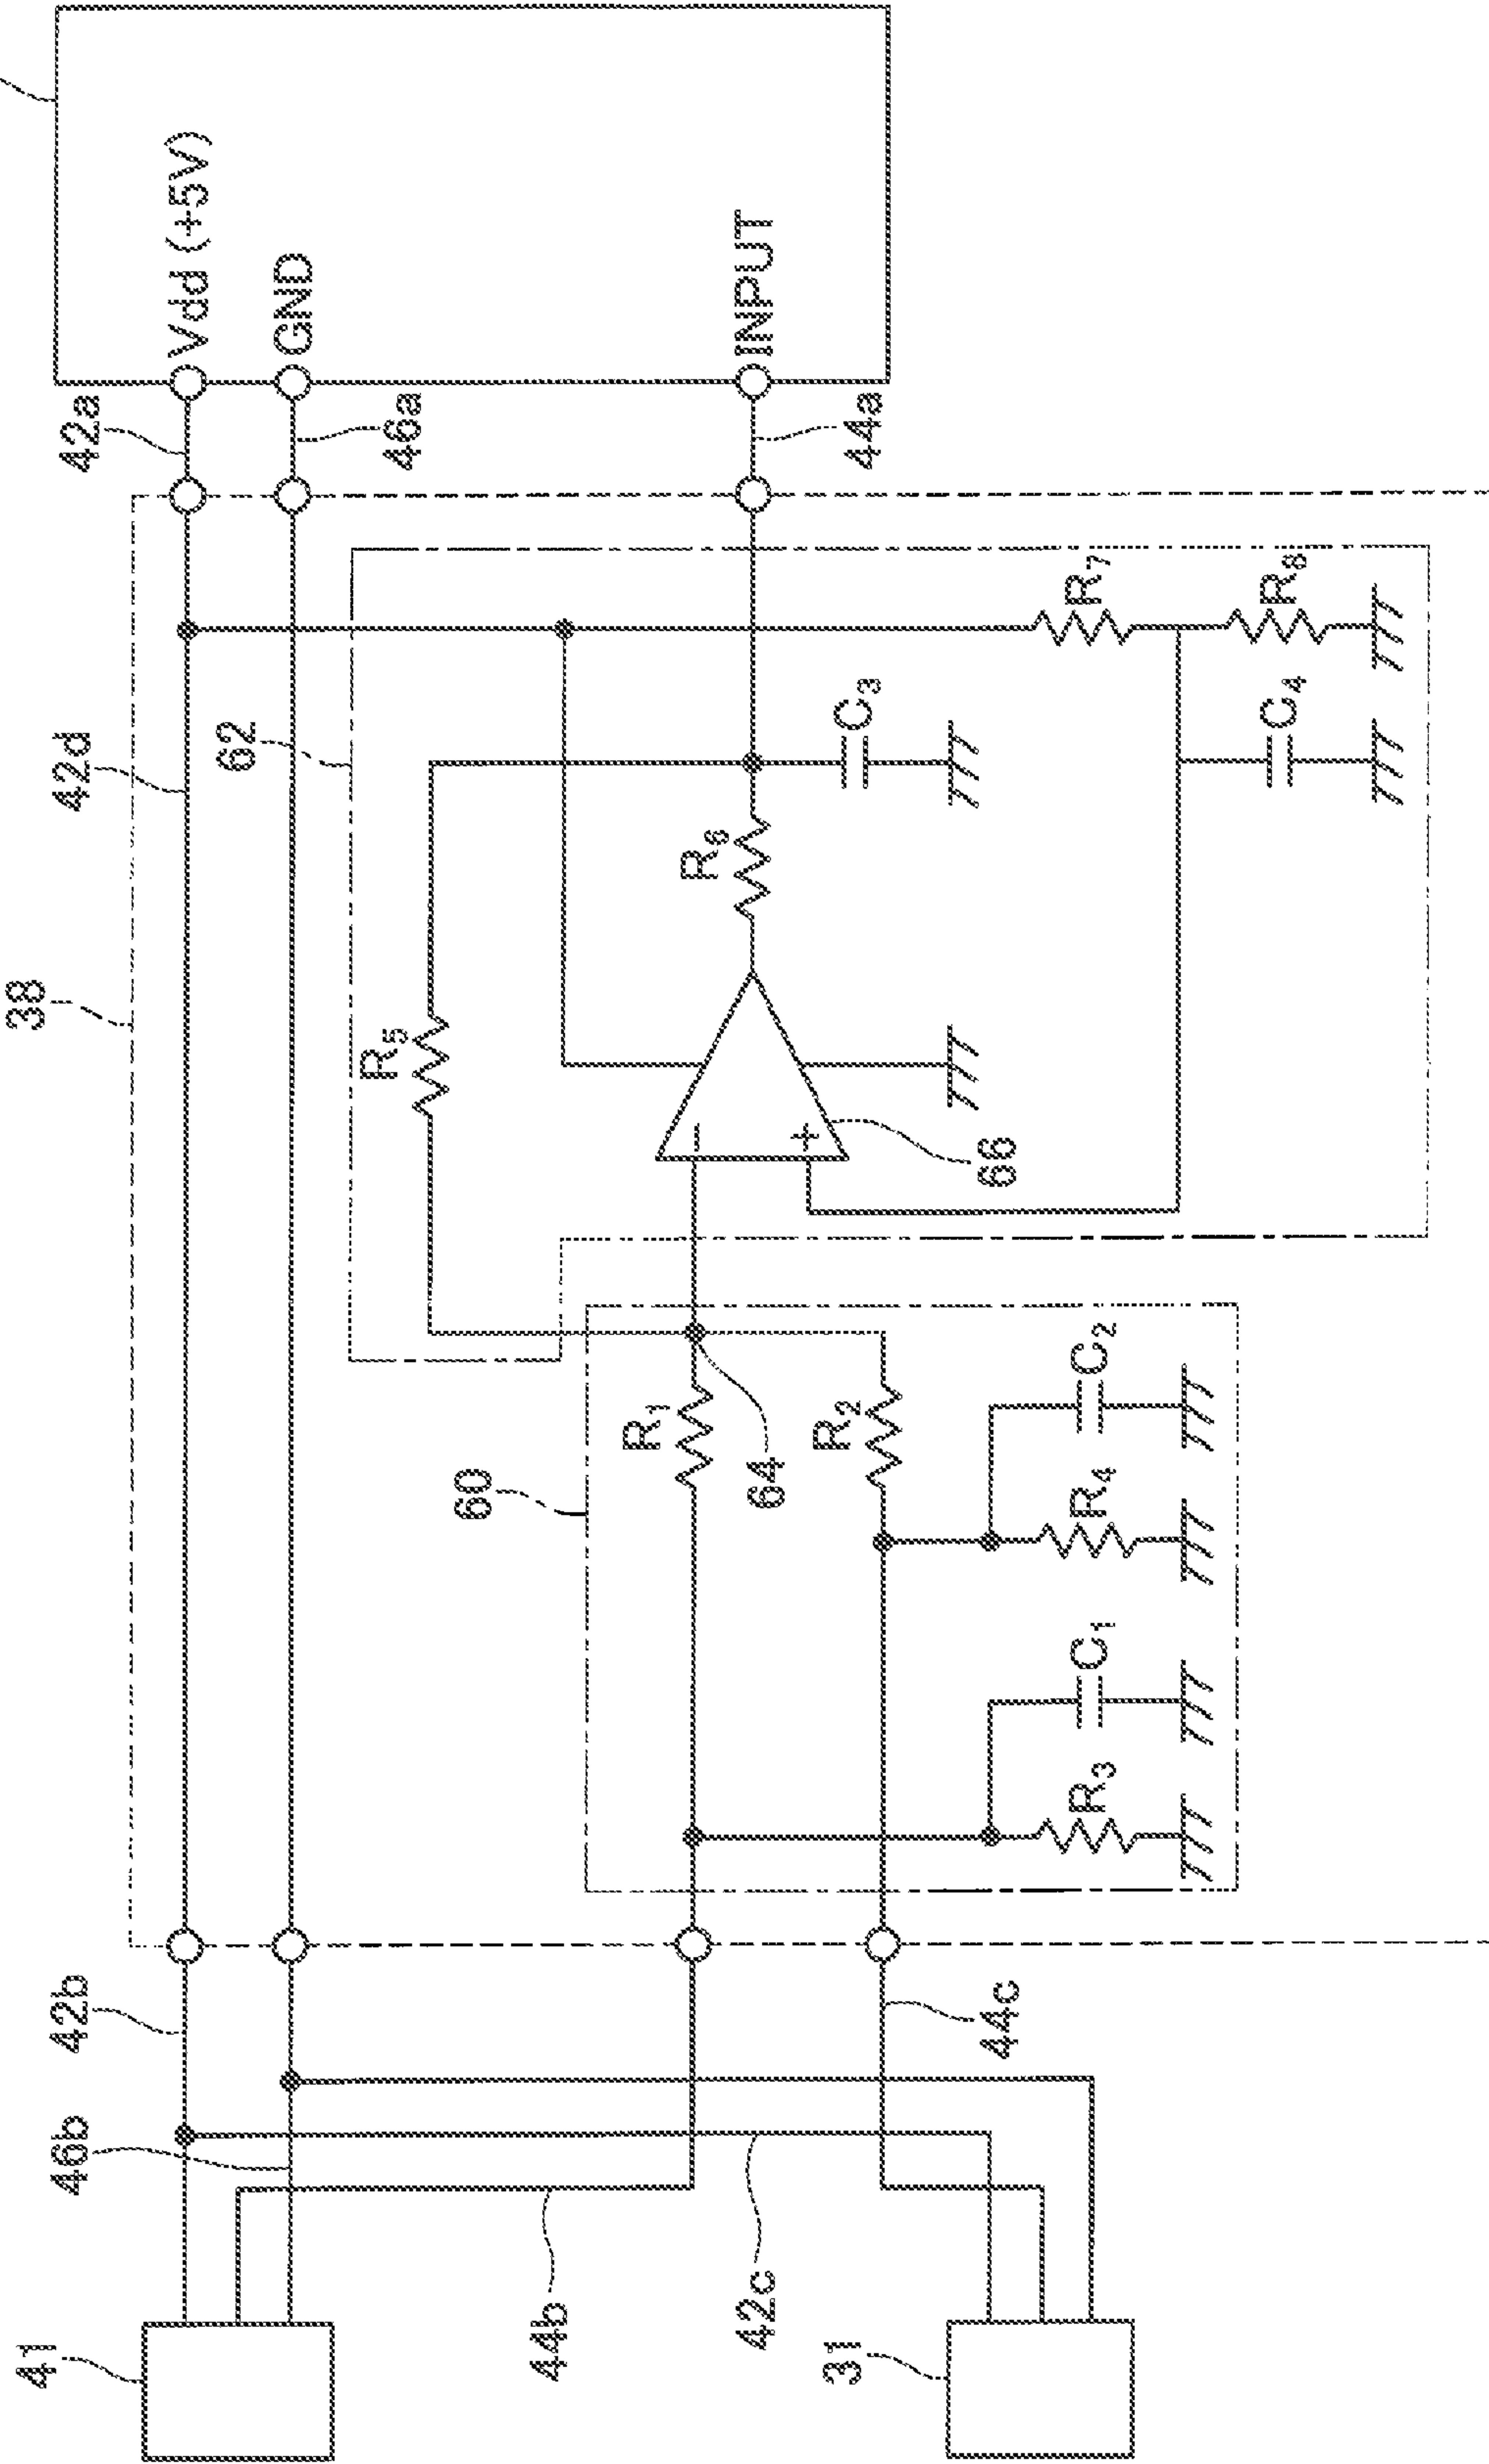 38
42b
42d
42a
Vdd (+5V)
46b
62
46a
GND
41
R5
60
R1
R6
INPUT
44b
64
R2
66
C3
44a
42c
44c
31
R3
C1
R4
C2
R7
C4
R8